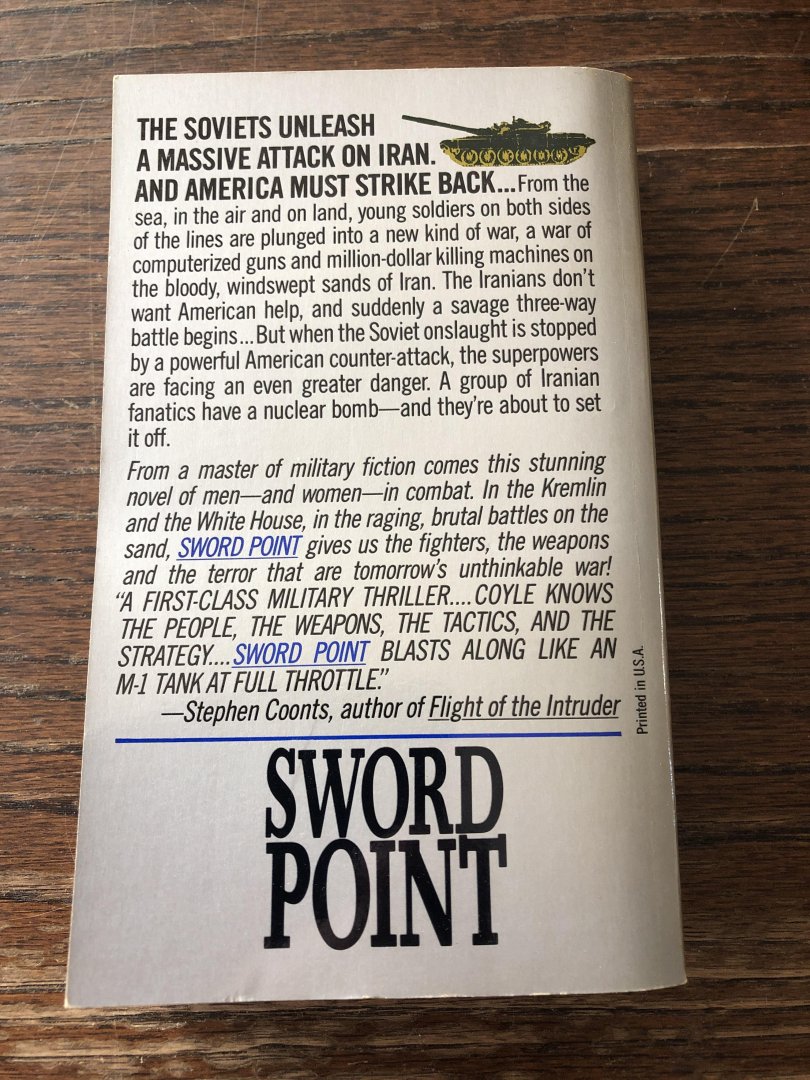 THE SOVIETS UNLEASH
A MASSIVE ATTACK ON IRAN.
AND AMERICA MUST STRIKE BACK...From the
sea, in the air and on land, young soldiers on both sides
of the lines are plunged into a new kind of war, a war of
computerized guns and million-dollar killing machines on
the bloody, windswept sands of Iran. The Iranians don't
want American help, and suddenly a savage three-way
battle begins...But when the Soviet onslaught is stopped
by a powerful American counter-attack, the superpowers
are facing an even greater danger. A group of Iranian
fanatics have a nuclear bomb—and they're about to set
it off.
From a master of military fiction comes this stunning
novel of men—and women—in combat. In the Kremlin
and the White House, in the raging, brutal battles on the
sand, SWORD POINT gives us the fighters, the weapons
and the terror that are tomorrow's unthinkable war!
"A FIRST-CLASS MILITARY THRILLER....COYLE KNOWS
THE PEOPLE, THE WEAPONS, THE TACTICS, AND THE
STRATEGY....SWORD POINT BLASTS ALONG LIKE AN
M-1 TANK AT FULL THROTTLE."
—Stephen Coonts, author of Flight of the Intruder
Printed in U.S.A.
SWORD
POINT